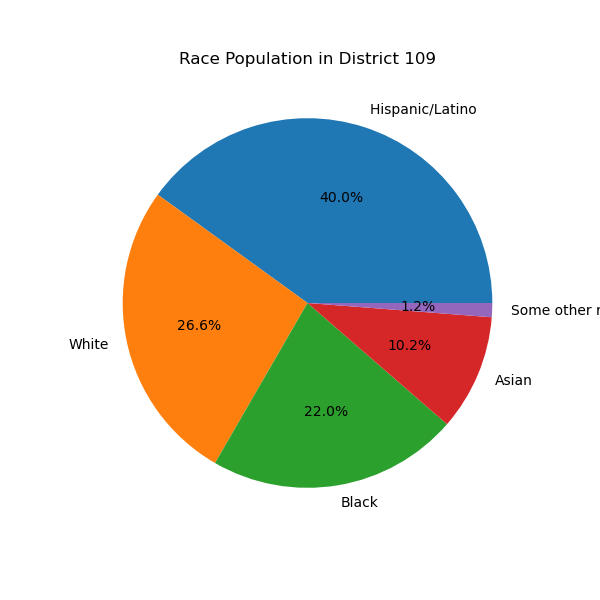 Race Population in District 109
Hispanic/Latino
40.0%
White
26.6%
Black
22.0%
Asian
10.2%
Some other
1.2%